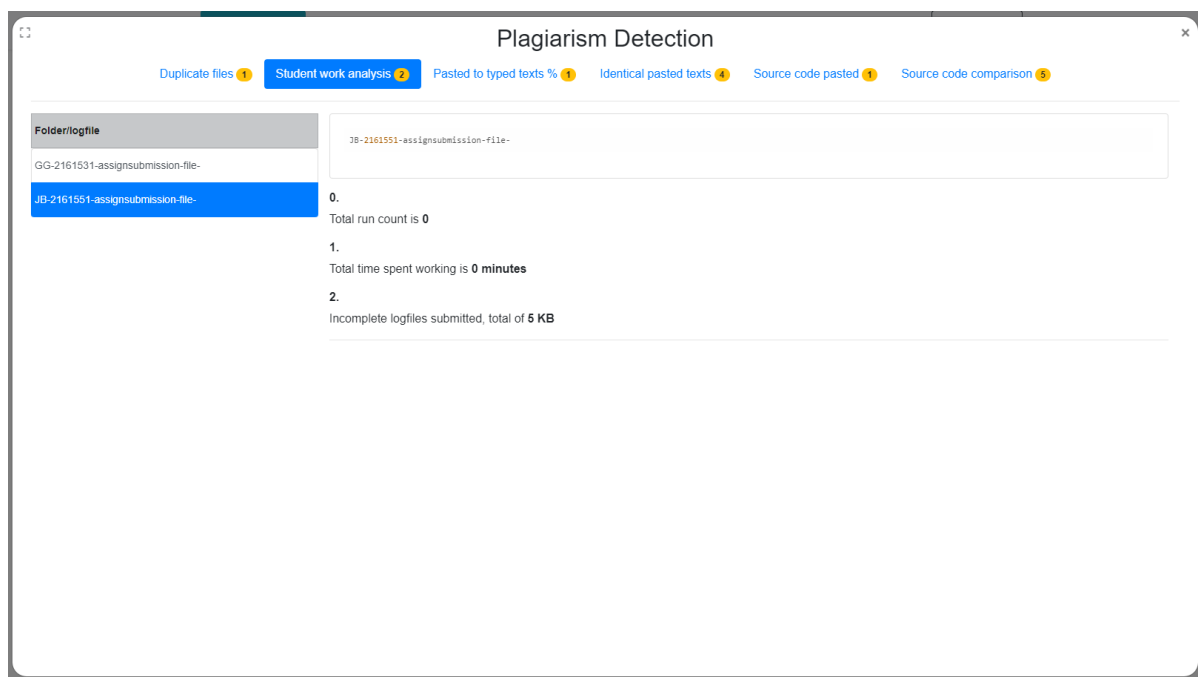 Plagiarism Detection
×
Duplicate files 1 Student work analysis 2 Pasted to typed texts % 1 Identical pasted texts 4 Source code pasted 1 Source code comparison 5
Folder/logfile
GG-2161531-assignsubmission-file-
JB-2161551-assignsubmission-file-
JB-2161551-assignsubmission-file-
0.
Total run count is 0
1.
Total time spent working is 0 minutes
2.
Incomplete logfiles submitted, total of 5 KB